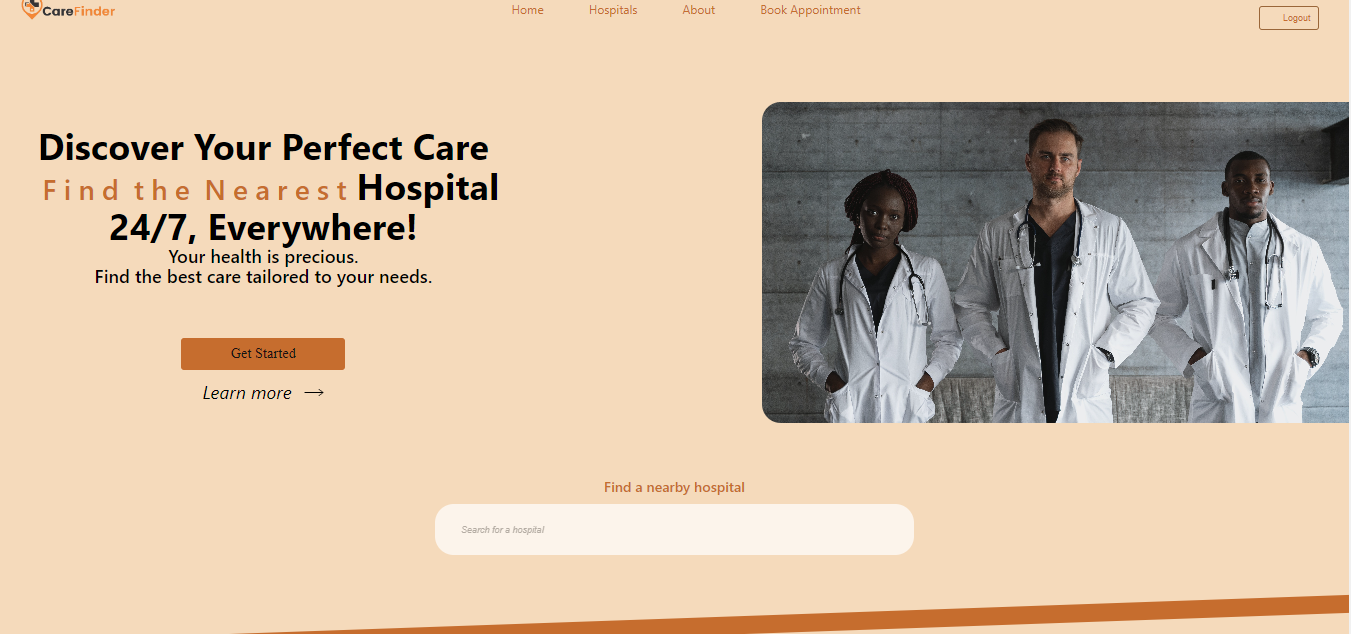 CareFinder
Home Hospitals About Book Appointment
Logout
Discover Your Perfect Care
Find the Nearest Hospital
24/7, Everywhere!
Your health is precious.
Find the best care tailored to your needs.
Get Started
Learn more →
Find a nearby hospital
Search for a hospital